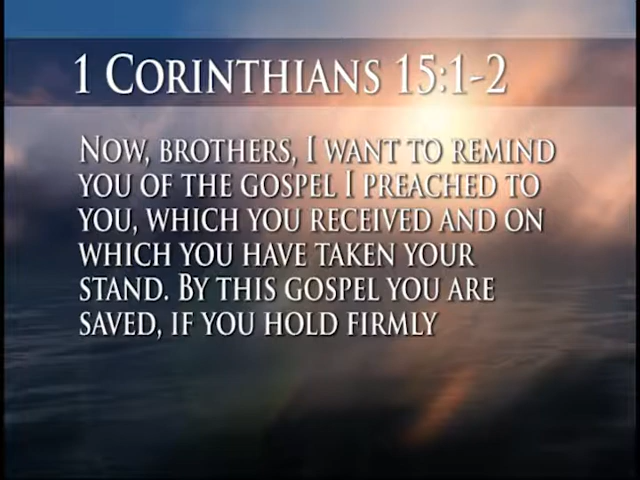 1 Corinthians 15:1-2
Now, brothers, I want to remind
you of the gospel I preached to
you, which you received and on
which you have taken your
stand. By this gospel you are
saved, if you hold firmly